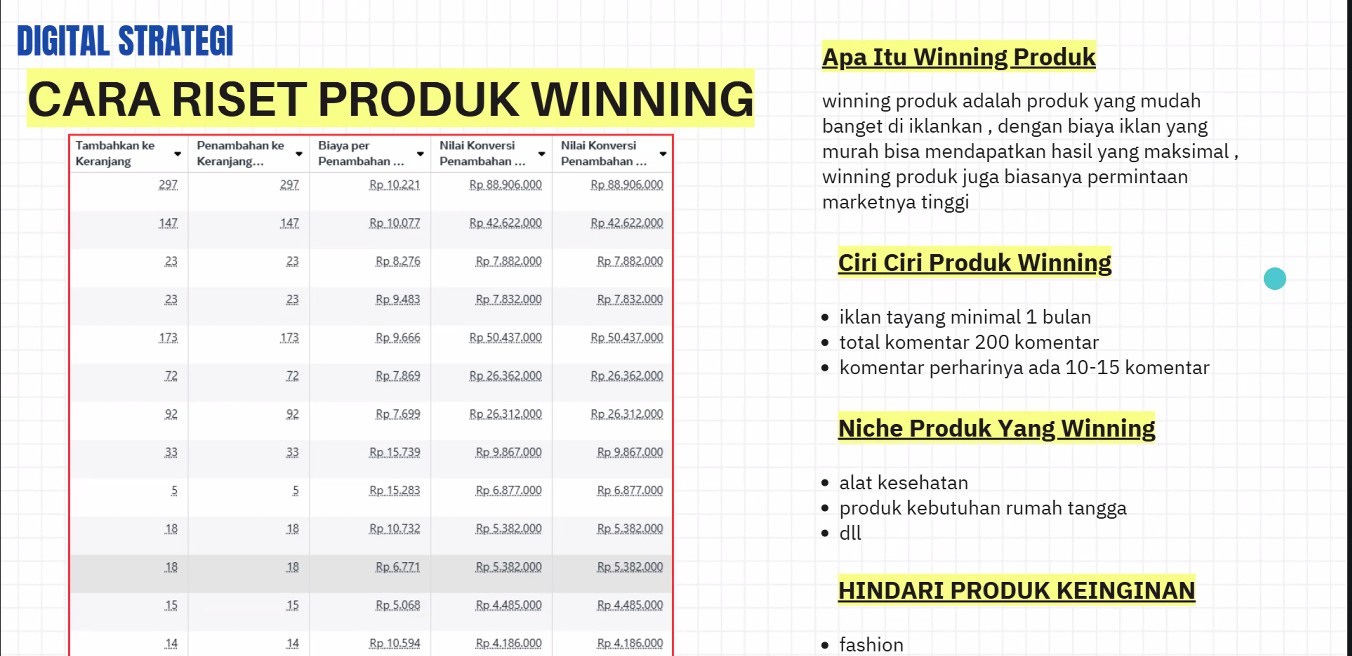 DIGITAL STRATEGI
CARA RISET PRODUK WINNING
Tambahkan ke Keranjang
Penambahan ke Keranjang...
Biaya per Penambahan ...
Nilai Konversi Penambahan ...
Nilai Konversi Penambahan ...
297 297 Rp 10.221 Rp 88.906.000 Rp 88.906.000
147 147 Rp 10.077 Rp 42.622.000 Rp 42.622.000
23 23 Rp 8.276 Rp 7.882.000 Rp 7.882.000
23 23 Rp 9.483 Rp 7.832.000 Rp 7.832.000
173 173 Rp 9.666 Rp 50.437.000 Rp 50.437.000
72 72 Rp 7.869 Rp 26.362.000 Rp 26.362.000
92 92 Rp 7.699 Rp 26.312.000 Rp 26.312.000
33 33 Rp 15.739 Rp 9.867.000 Rp 9.867.000
5 5 Rp 15.283 Rp 6.877.000 Rp 6.877.000
18 18 Rp 10.732 Rp 5.382.000 Rp 5.382.000
18 18 Rp 6.771 Rp 5.382.000 Rp 5.382.000
15 15 Rp 5.068 Rp 4.485.000 Rp 4.485.000
14 14 Rp 10.594 Rp 4.186.000 Rp 4.186.000
Apa Itu Winning Produk
winning produk adalah produk yang mudah
banget di iklankan , dengan biaya iklan yang
murah bisa mendapatkan hasil yang maksimal ,
winning produk juga biasanya permintaan
marketnya tinggi
Ciri Ciri Produk Winning
• iklan tayang minimal 1 bulan
• total komentar 200 komentar
• komentar perharinya ada 10-15 komentar
Niche Produk Yang Winning
• alat kesehatan
• produk kebutuhan rumah tangga
• dll
HINDARI PRODUK KEINGINAN
• fashion